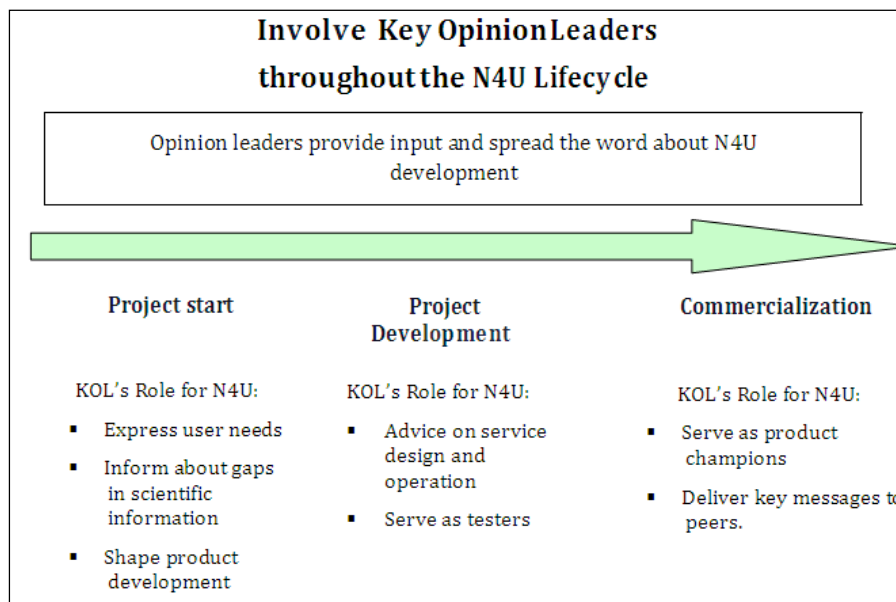 Involve Key Opinion Leaders
throughout the N4U Lifecycle
Opinion leaders provide input and spread the word about N4U
development
Project start
Project
Development
Commercialization
KOL's Role for N4U:
▪ Express user needs
▪ Inform about gaps
in scientific
information
▪ Shape product
development
KOL's Role for N4U:
▪ Advice on service
design and
operation
▪ Serve as testers
KOL's Role for N4U:
▪ Serve as product
champions
▪ Deliver key messages to
peers.